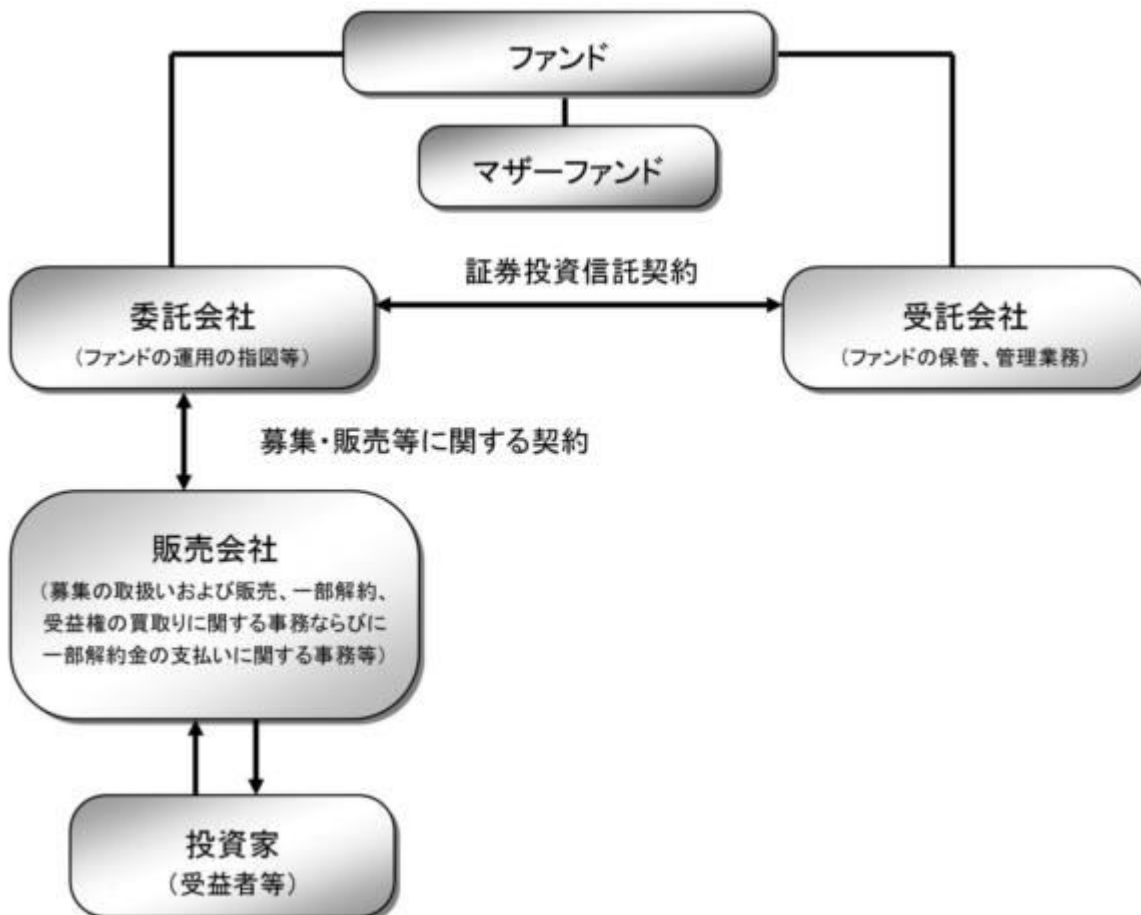 ファンド
マザーファンド
証券投資信託契約
委託会社
（ファンドの運用の指図等）
受託会社
（ファンドの保管、管理業務）
募集・販売等に関する契約
販売会社
（募集の取扱いおよび販売、一部解約、
受益権の買取りに関する事務ならびに
一部解約金の支払いに関する事務等）
投資家
（受益者等）